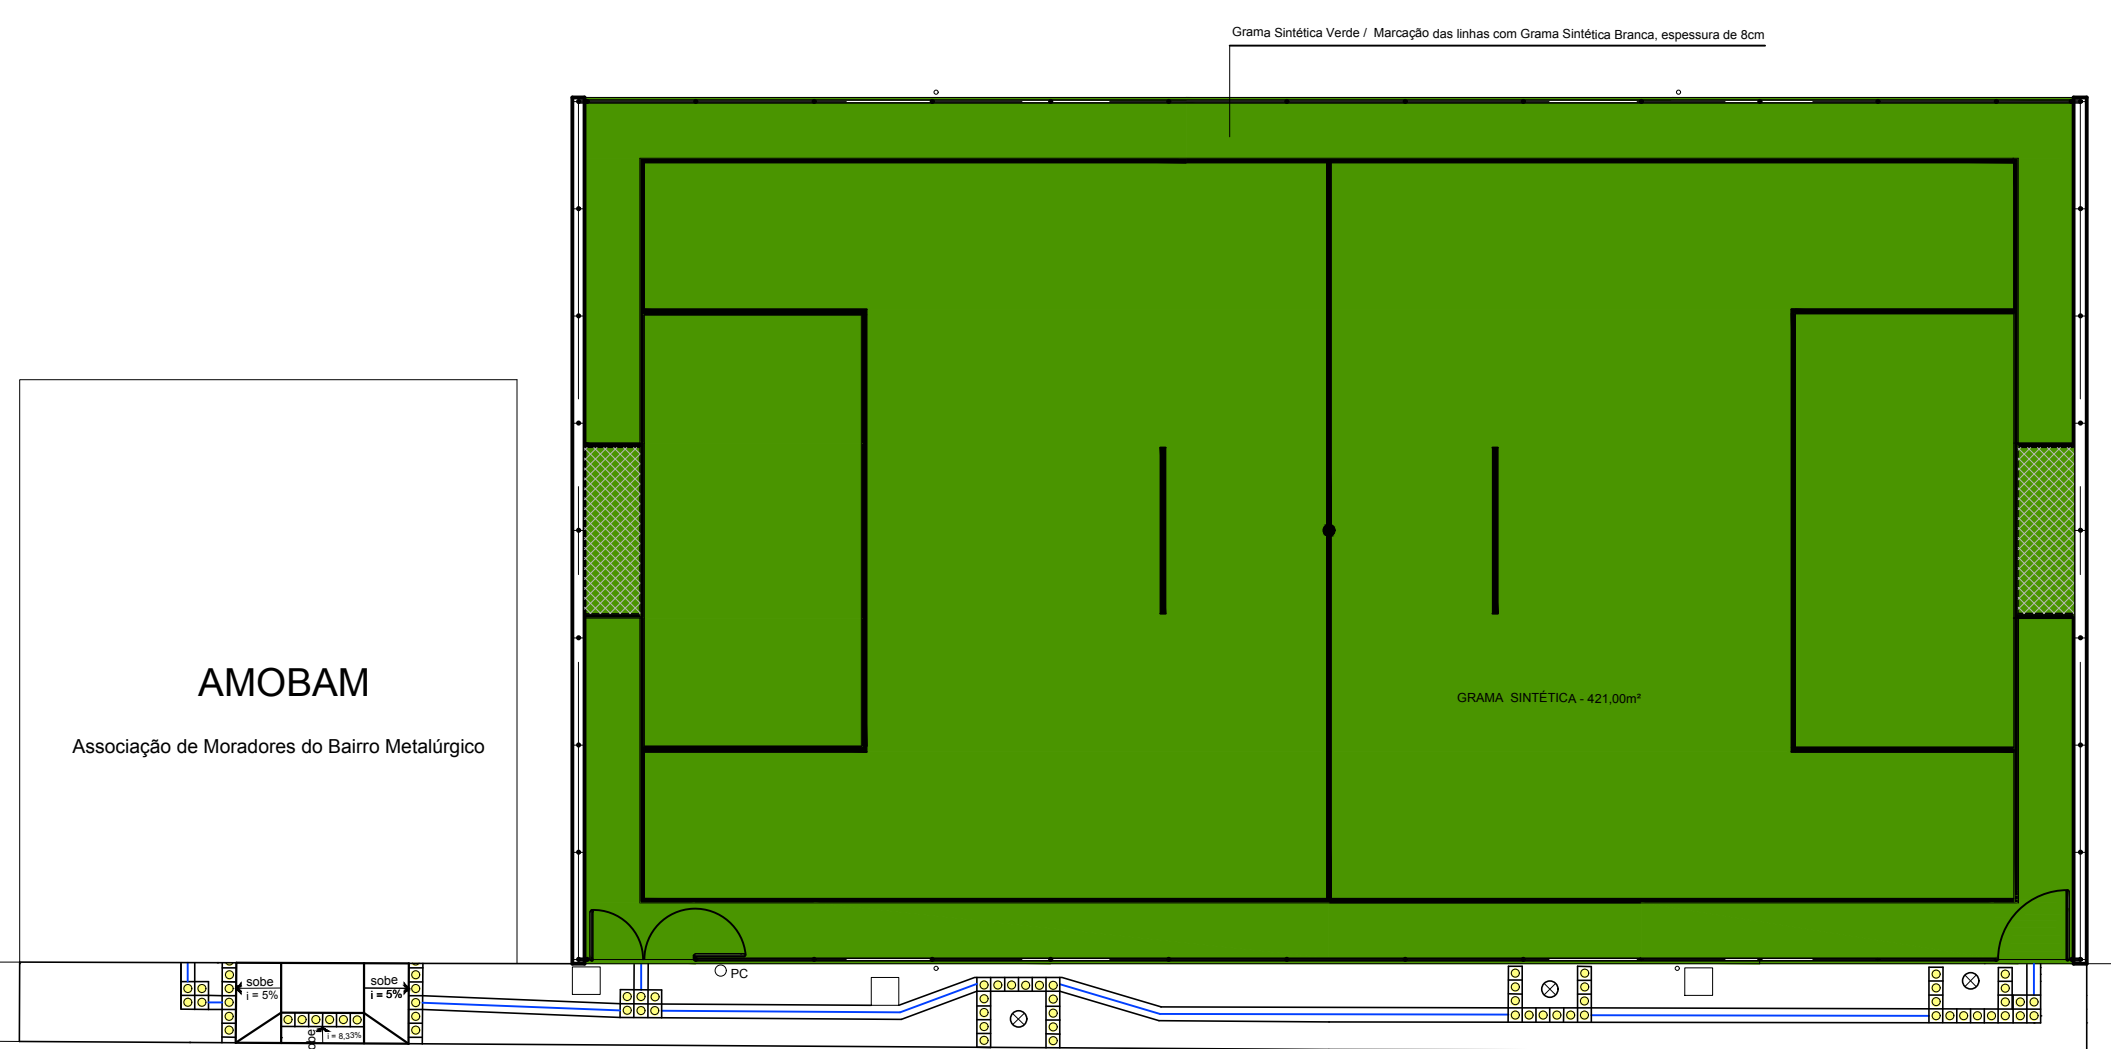 Grama Sintética Verde / Marcação das linhas com Grama Sintética Branca, espessura de 8cm
AMOBAM
Associação de Moradores do Bairro Metalúrgico
GRAMA SINTÉTICA - 421,00m²
PC
sobe
i = 5%
sobe
i = 5%
sobe
i = 8,33%